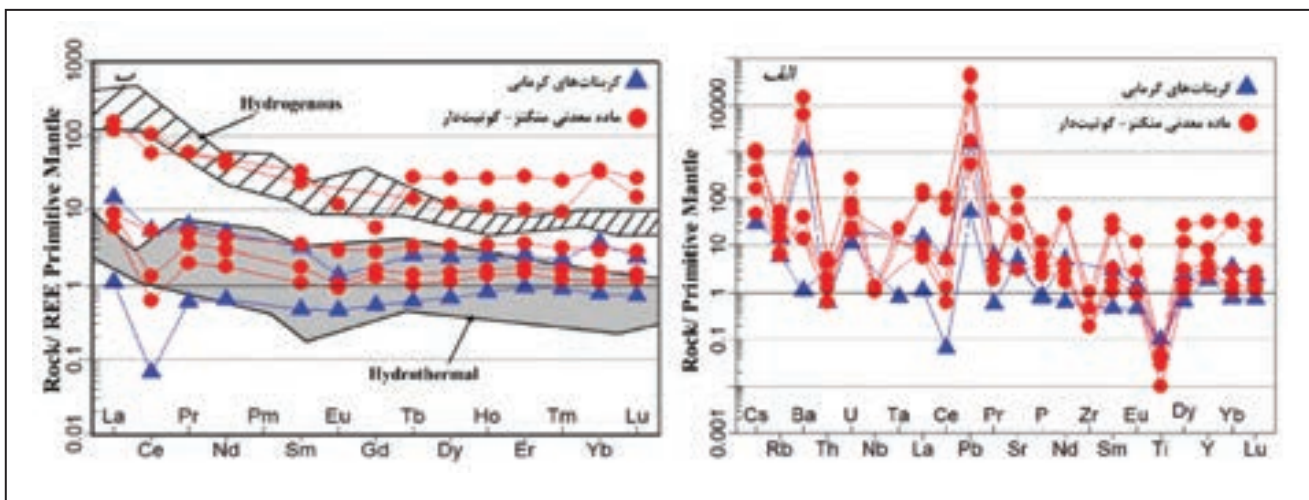 ب
کربنات‌های کرمانی
ماده معدنی منگنز - گوتیت‌دار
Hydrogenous
Hydrothermal
Rock/ REE Primitive Mantle
1000
100
10
1
0.1
0.01
La Pr Pm Eu Tb Ho Tm Lu
Ce Nd Sm Gd Dy Er Yb
الف
کربنات‌های کرمانی
ماده معدنی منگنز - گوتیت‌دار
Rock/ Primitive Mantle
10000
100
10
1
0.1
0.001
Cs Ba U Ta Ce Pr P Zr Eu Dy Yb
Rb Th Nb La Pb Sr Nd Sm Ti Y Lu